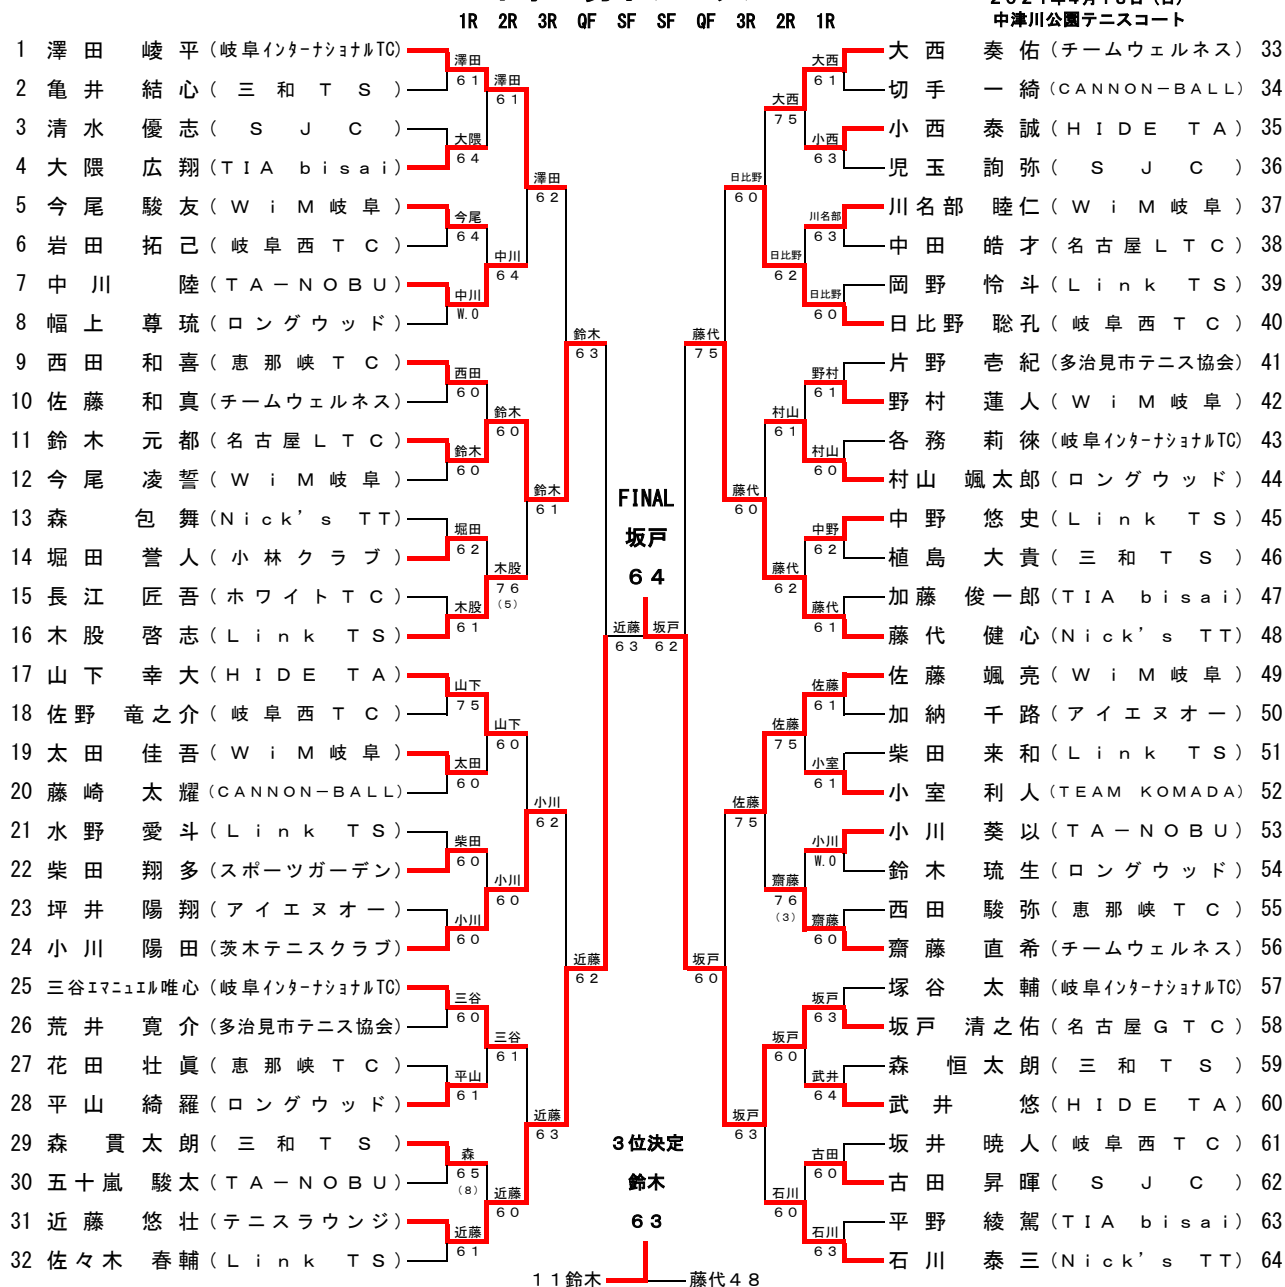 1R 2R 3R QF SF SF QF 3R 2R 1R
中津川公園テニスコート
1 澤田 崚平 (岐阜インターナショナルTC)
2 亀井 結心 (三和TS)
3 清水 優志 (SJC)
4 大隈 広翔 (TIA bisai)
5 今尾 駿友 (WiM岐阜)
6 岩田 拓己 (岐阜西TC)
7 中川 陸 (TA-NOBU)
8 幅上 尊琉 (ロングウッド)
9 西田 和喜 (恵那峡TC)
10 佐藤 和真 (チームウェルネス)
11 鈴木 元都 (名古屋LTC)
12 今尾 凌誓 (WiM岐阜)
13 森 包舞 (Nick's TT)
14 堀田 誉人 (小林クラブ)
15 長江 匠吾 (ホワイトTC)
16 木股 啓志 (Link TS)
17 山下 幸大 (HIDE TA)
18 佐野 竜之介 (岐阜西TC)
19 太田 佳吾 (WiM岐阜)
20 藤崎 太耀 (CANNON-BALL)
21 水野 愛斗 (Link TS)
22 柴田 翔多 (スポーツガーデン)
23 坪井 陽翔 (アイエヌオー)
24 小川 陽田 (茨木テニスクラブ)
25 三谷エマニュエル唯心 (岐阜インターナショナルTC)
26 荒井 寛介 (多治見市テニス協会)
27 花田 壮眞 (恵那峡TC)
28 平山 綺羅 (ロングウッド)
29 森 貫太朗 (三和TS)
30 五十嵐 駿太 (TA-NOBU)
31 近藤 悠壮 (テニスラウンジ)
32 佐々木 春輔 (Link TS)
澤田
61
大隈
64
今尾
64
中川
W.0
西田
60
鈴木
60
堀田
62
木股
61
山下
75
太田
60
柴田
60
小川
60
三谷
60
平山
61
森
65
(8)
近藤
61
澤田
61
中川
64
鈴木
60
木股
76
(5)
山下
60
小川
60
三谷
61
近藤
60
澤田
62
鈴木
61
小川
62
近藤
63
鈴木
63
近藤
62
近藤
63
FINAL
坂戸
64
坂戸
62
3位決定
鈴木
63
11鈴木 藤代48
藤代
75
坂戸
60
日比野
60
藤代
60
佐藤
75
坂戸
63
大西
75
日比野
62
村山
61
藤代
62
佐藤
75
齋藤
76
(3)
坂戸
60
石川
60
大西
61
小西
63
川名部
63
日比野
60
野村
61
村山
60
中野
62
藤代
61
佐藤
61
小室
61
小川
W.0
齋藤
60
坂戸
63
武井
64
古田
60
石川
63
大西 奏佑 (チームウェルネス) 33
切手 一綺 (CANNON-BALL) 34
小西 泰誠 (HIDE TA) 35
児玉 詢弥 (SJC) 36
川名部 睦仁 (WiM岐阜) 37
中田 皓才 (名古屋LTC) 38
岡野 怜斗 (Link TS) 39
日比野 聡孔 (岐阜西TC) 40
片野 壱紀 (多治見市テニス協会) 41
野村 蓮人 (WiM岐阜) 42
各務 莉徠 (岐阜インターナショナルTC) 43
村山 颯太郎 (ロングウッド) 44
中野 悠史 (Link TS) 45
植島 大貴 (三和TS) 46
加藤 俊一郎 (TIA bisai) 47
藤代 健心 (Nick's TT) 48
佐藤 颯亮 (WiM岐阜) 49
加納 千路 (アイエヌオー) 50
柴田 来和 (Link TS) 51
小室 利人 (TEAM KOMADA) 52
小川 葵以 (TA-NOBU) 53
鈴木 琉生 (ロングウッド) 54
西田 駿弥 (恵那峡TC) 55
齋藤 直希 (チームウェルネス) 56
塚谷 太輔 (岐阜インターナショナルTC) 57
坂戸 清之佑 (名古屋GTC) 58
森 恒太朗 (三和TS) 59
武井 悠 (HIDE TA) 60
坂井 暁人 (岐阜西TC) 61
古田 昇暉 (SJC) 62
平野 綾駕 (TIA bisai) 63
石川 泰三 (Nick's TT) 64